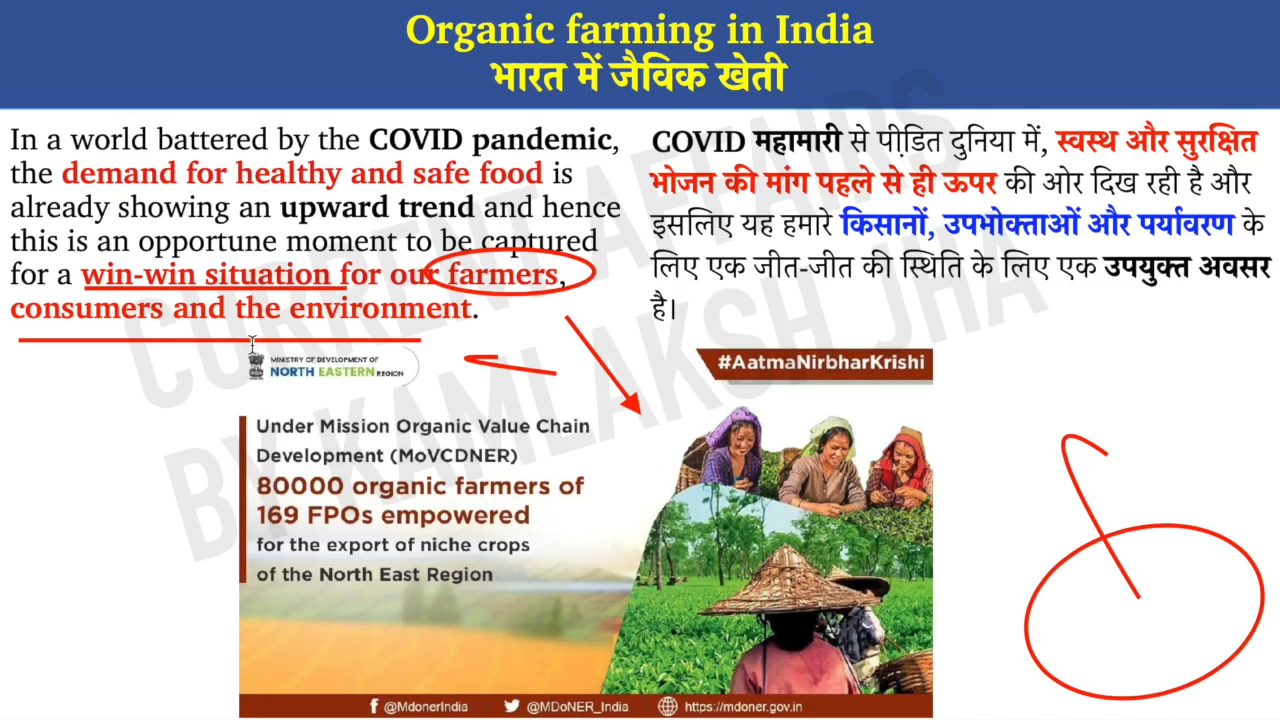 Organic farming in India
भारत में जैविक खेती
In a world battered by the COVID pandemic,
the demand for healthy and safe food is
already showing an upward trend and hence
this is an opportune moment to be captured
for a win-win situation for our farmers,
consumers and the environment.
COVID महामारी से पीडि़त दुनिया में, स्वस्थ और सुरक्षित
भोजन की मांग पहले से ही ऊपर की ओर दिख रही है और
इसलिए यह हमारे किसानों, उपभोक्ताओं और पर्यावरण के
लिए एक जीत-जीत की स्थिति के लिए एक उपयुक्त अवसर
है।
CURRENT AFFAIRS
BY KAMLAKSH JHA
MINISTRY OF DEVELOPMENT OF
NORTH EASTERN REGION
#AatmaNirbharKrishi
Under Mission Organic Value Chain
Development (MoVCDNER)
80000 organic farmers of
169 FPOs empowered
for the export of niche crops
of the North East Region
@MdonerIndia
@MDoNER_India
https://mdoner.gov.in